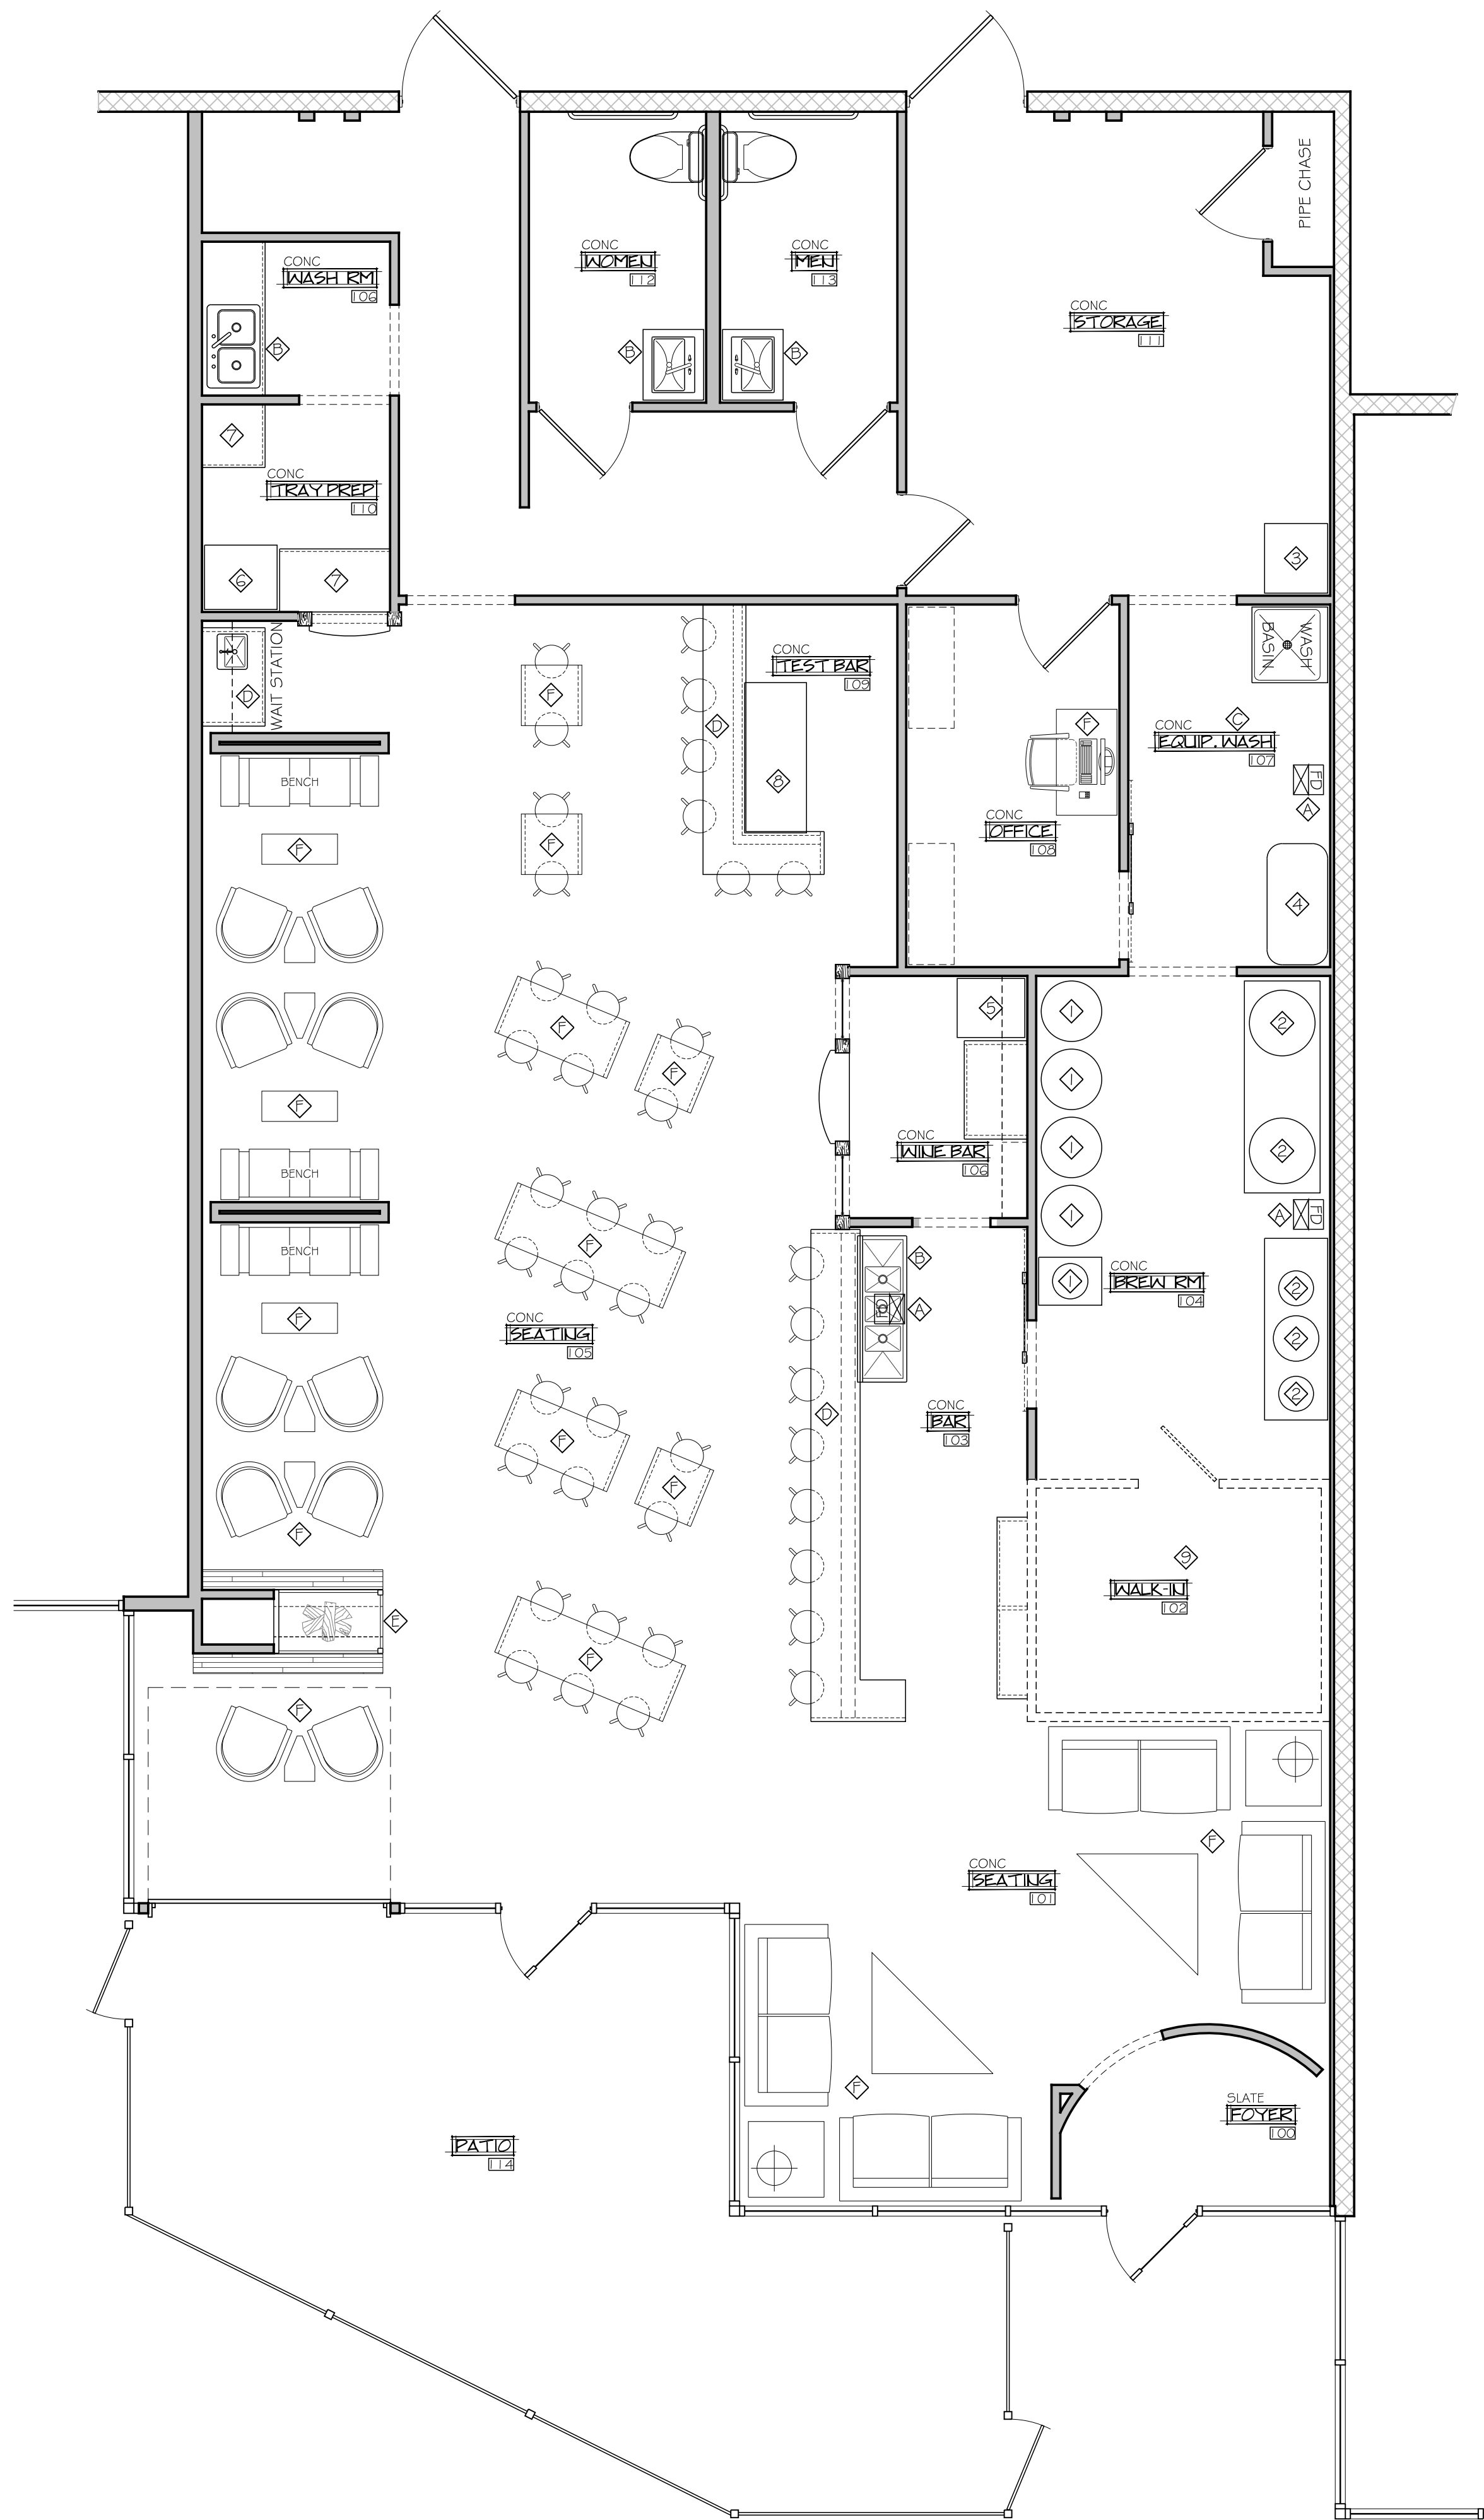 PIPE CHASE
CONC
WOMEN
112
CONC
MEN
113
CONC
WASH RM
106
CONC
STORAGE
111
B
B
B
7
CONC
TRAY PREP
110
6
7
3
WAIT STATION
D
WASH
BASIN
CONC
TEST BAR
109
F
D
8
F
C
CONC
EQUIP. WASH
107
FD
A
BENCH
F
F
CONC
OFFICE
108
4
F
F
5
1
2
1
F
CONC
WINE BAR
106
1
2
BENCH
1
A
FD
BENCH
F
B
CONC
BREW RM
104
1
2
F
CONC
SEATING
105
FD
A
2
2
D
CONC
BAR
103
F
F
F
9
WALK-IN
102
E
F
F
F
CONC
SEATING
101
F
SLATE
FOYER
100
PATIO
114